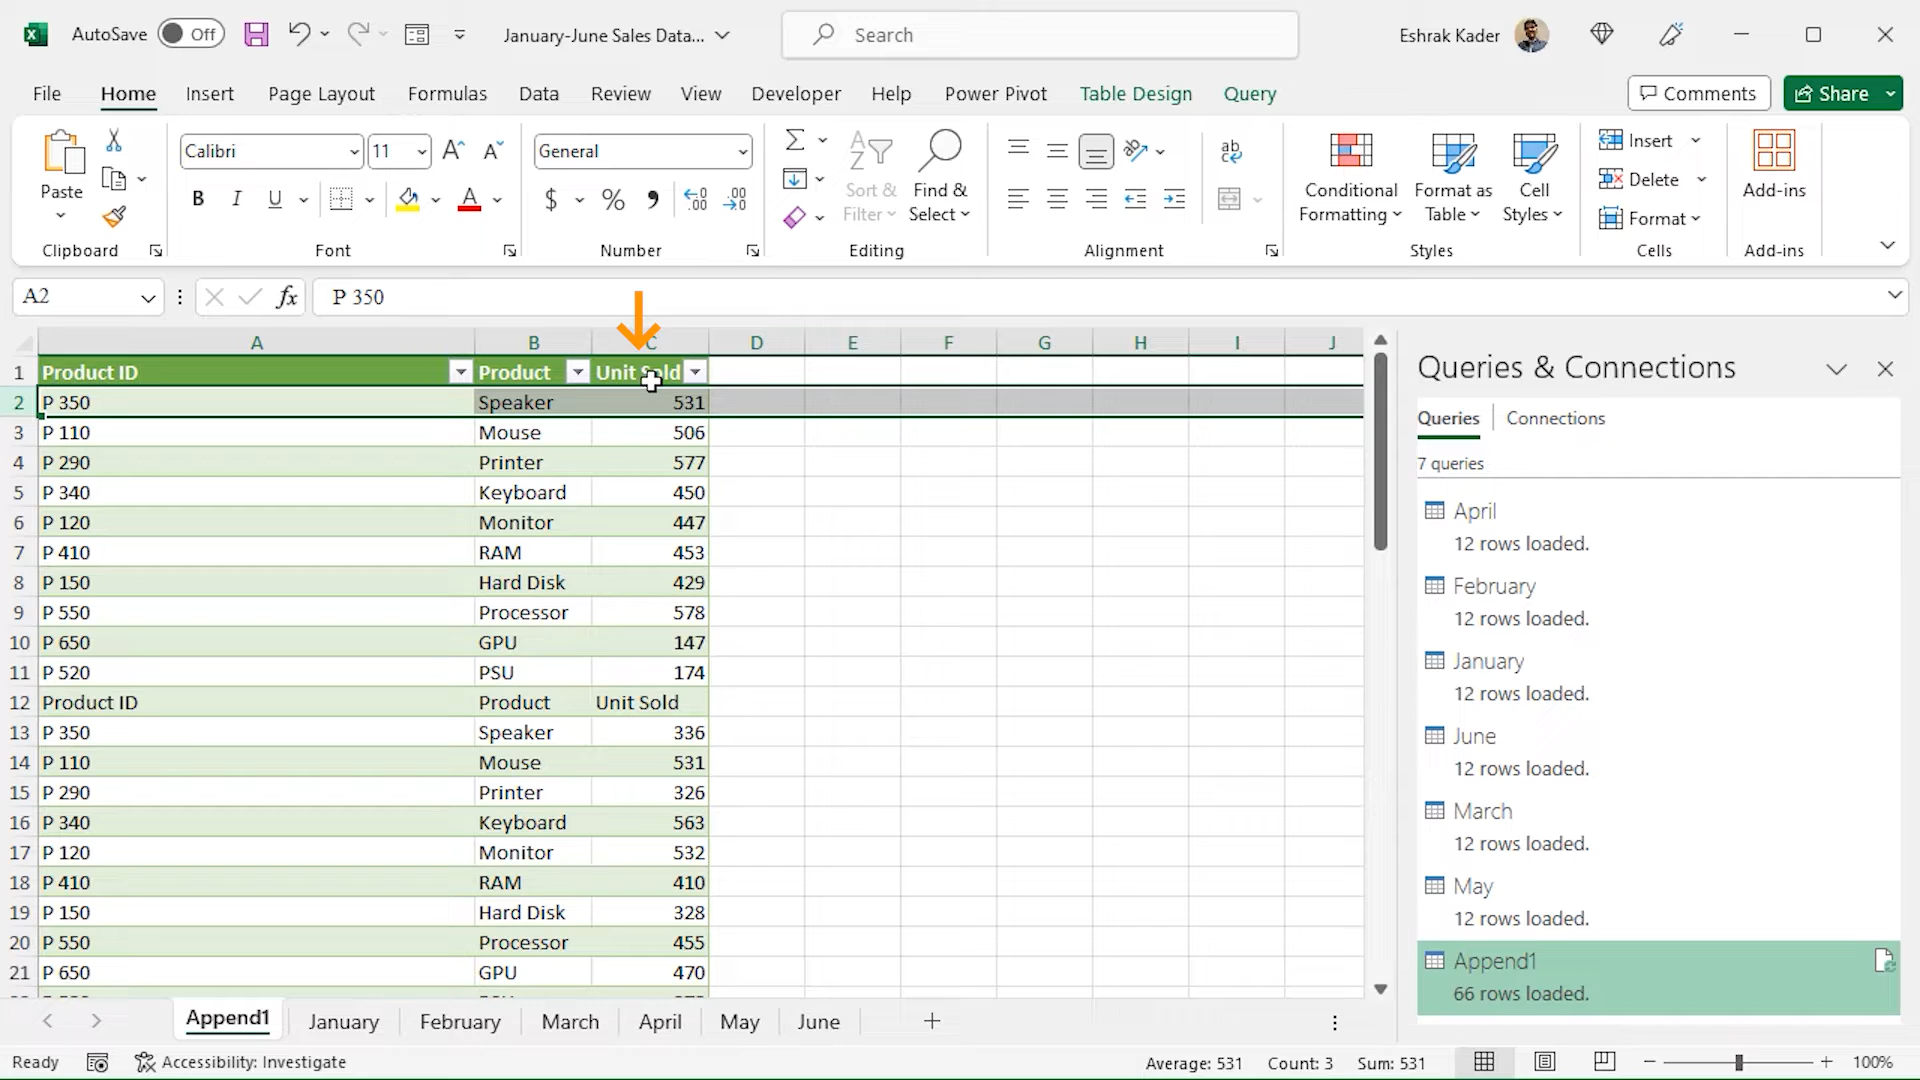 AutoSave Off January-June Sales Data... Search Eshrak Kader
File Home Insert Page Layout Formulas Data Review View Developer Help Power Pivot Table Design Query Comments Share
Paste
Clipboard
Calibri 11
B I U A
Font
General
$ % ,
Number
Sort & Filter
Find & Select
Editing
ab
Alignment
Conditional Formatting
Format as Table
Cell Styles
Styles
Insert
Delete
Format
Cells
Add-ins
Add-ins
A2 fx P 350
A B C D E F G H I J
1 Product ID Product Unit Sold
2 P 350 Speaker 531
3 P 110 Mouse 506
4 P 290 Printer 577
5 P 340 Keyboard 450
6 P 120 Monitor 447
7 P 410 RAM 453
8 P 150 Hard Disk 429
9 P 550 Processor 578
10 P 650 GPU 147
11 P 520 PSU 174
12 Product ID Product Unit Sold
13 P 350 Speaker 336
14 P 110 Mouse 531
15 P 290 Printer 326
16 P 340 Keyboard 563
17 P 120 Monitor 532
18 P 410 RAM 410
19 P 150 Hard Disk 328
20 P 550 Processor 455
21 P 650 GPU 470
Queries & Connections
Queries Connections
7 queries
April
12 rows loaded.
February
12 rows loaded.
January
12 rows loaded.
June
12 rows loaded.
March
12 rows loaded.
May
12 rows loaded.
Append1
66 rows loaded.
Append1 January February March April May June
Ready Accessibility: Investigate Average: 531 Count: 3 Sum: 531 100%